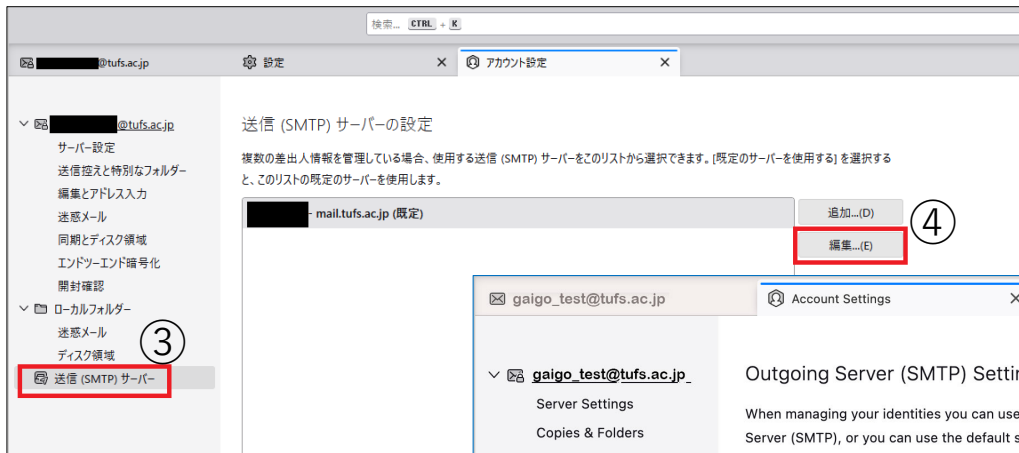 検索... CTRL + K
@tufs.ac.jp
設定
アカウント設定
@tufs.ac.jp
サーバー設定
送信控えと特別なフォルダー
編集とアドレス入力
迷惑メール
同期とディスク領域
エンドツーエンド暗号化
開封確認
ローカルフォルダー
迷惑メール
ディスク領域
③
送信 (SMTP) サーバー
送信 (SMTP) サーバーの設定
複数の差出人情報を管理している場合、使用する送信 (SMTP) サーバーをこのリストから選択できます。[既定のサーバーを使用する] を選択する
と、このリストの既定のサーバーを使用します。
- mail.tufs.ac.jp (既定)
追加...(D)
④
編集...(E)
gaigo_test@tufs.ac.jp
Account Settings
gaigo_test@tufs.ac.jp
Server Settings
Copies & Folders
Outgoing Server (SMTP) Settin
When managing your identities you can use
Server (SMTP), or you can use the default s